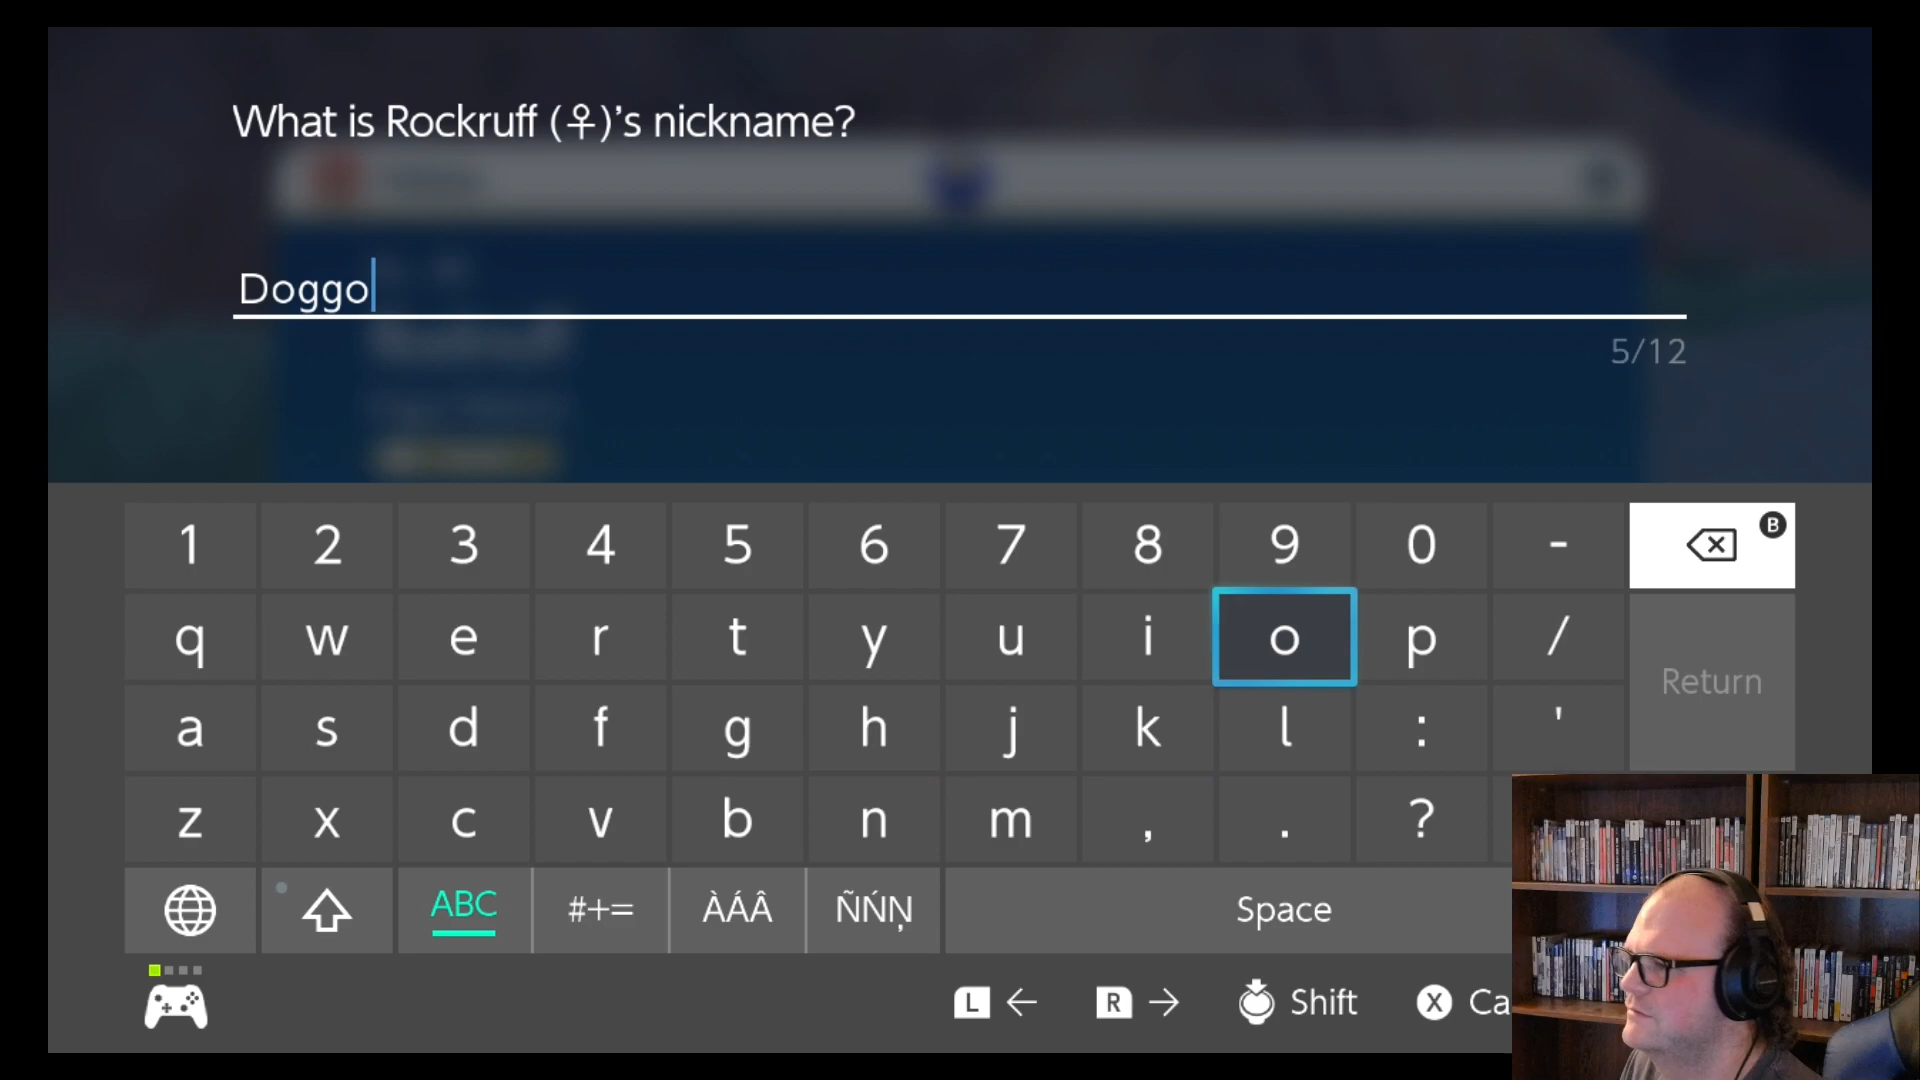 What is Rockruff (♀)'s nickname?
Doggo
5/12
1 2 3 4 5 6 7 8 9 0 - B
q w e r t y u i o p /
Return
a s d f g h j k l : '
z x c v b n m , . ?
ABC #+= ÀÁÂ ÑŃŅ Space
L ← R → Shift X Ca